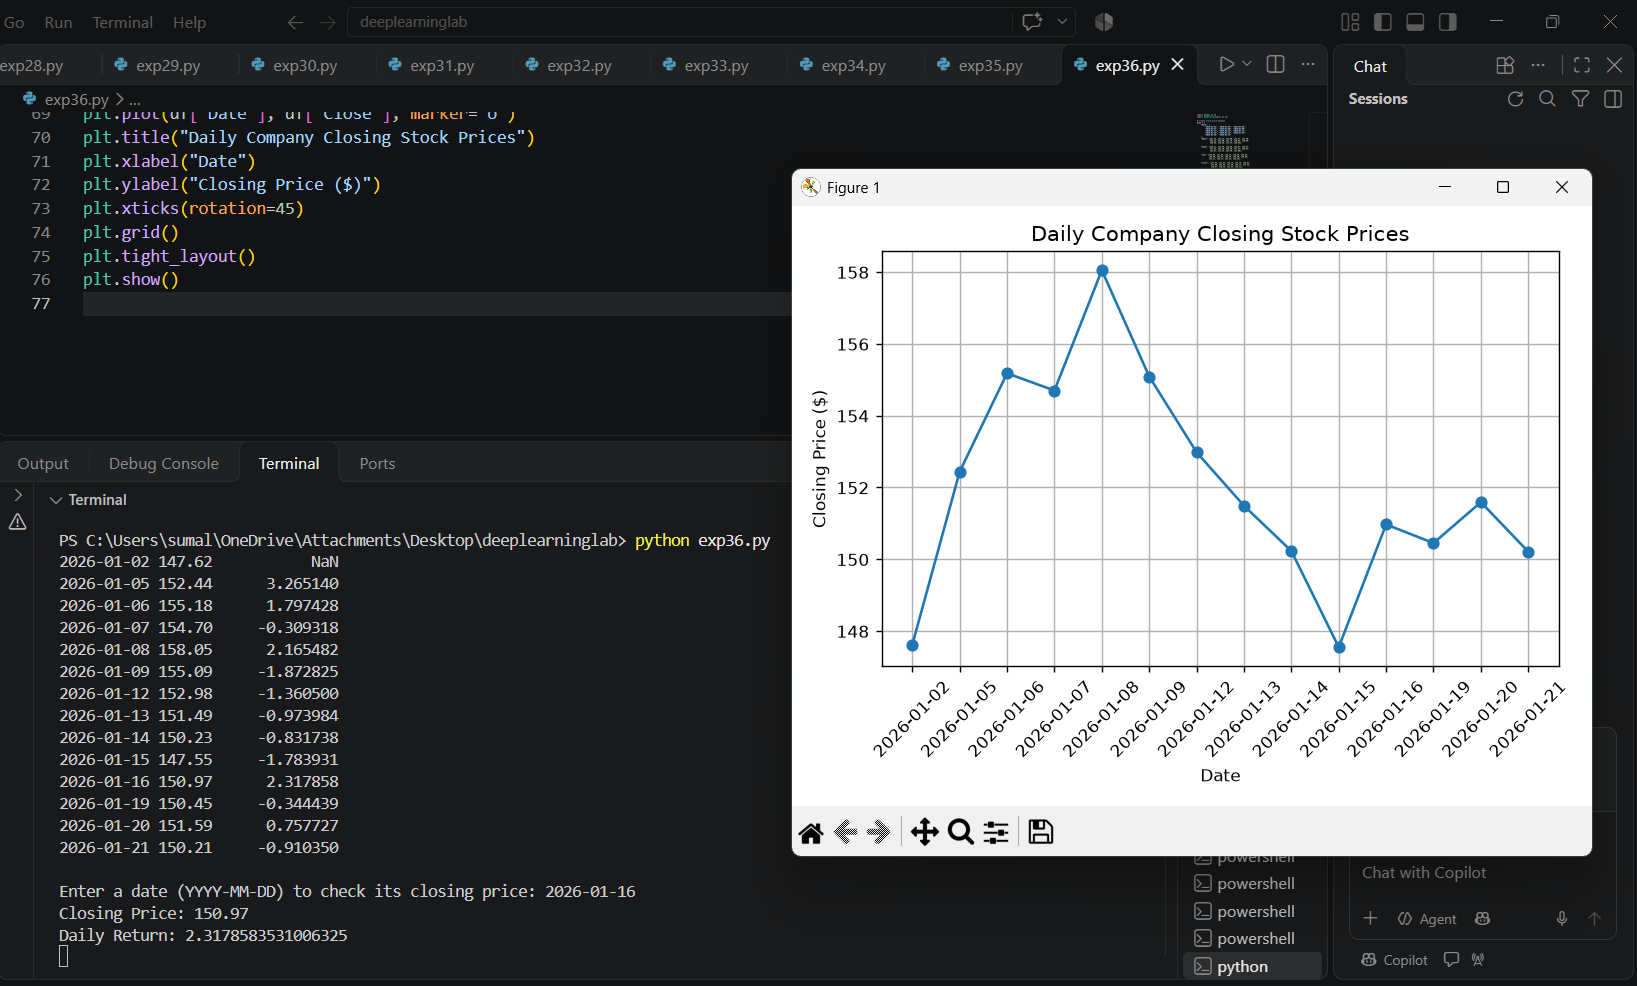 Go Run Terminal Help deeplearninglab
exp28.py exp29.py exp30.py exp31.py exp32.py exp33.py exp34.py exp35.py exp36.py
Chat
exp36.py > ...
Sessions
69 plt.plot(df["Date"], df["Close"], marker="o")
70 plt.title("Daily Company Closing Stock Prices")
71 plt.xlabel("Date")
72 plt.ylabel("Closing Price ($)")
73 plt.xticks(rotation=45)
74 plt.grid()
75 plt.tight_layout()
76 plt.show()
77
Output Debug Console Terminal Ports
Terminal
PS C:\Users\sumal\OneDrive\Attachments\Desktop\deeplearninglab> python exp36.py
2026-01-02 147.62 NaN
2026-01-05 152.44 3.265140
2026-01-06 155.18 1.797428
2026-01-07 154.70 -0.309318
2026-01-08 158.05 2.165482
2026-01-09 155.09 -1.872825
2026-01-12 152.98 -1.360500
2026-01-13 151.49 -0.973984
2026-01-14 150.23 -0.831738
2026-01-15 147.55 -1.783931
2026-01-16 150.97 2.317858
2026-01-19 150.45 -0.344439
2026-01-20 151.59 0.757727
2026-01-21 150.21 -0.910350
Enter a date (YYYY-MM-DD) to check its closing price: 2026-01-16
Closing Price: 150.97
Daily Return: 2.3178583531006325
Figure 1
Daily Company Closing Stock Prices
158
156
154
152
150
148
Closing Price ($)
2026-01-02
2026-01-05
2026-01-06
2026-01-07
2026-01-08
2026-01-09
2026-01-12
2026-01-13
2026-01-14
2026-01-15
2026-01-16
2026-01-19
2026-01-20
2026-01-21
Date
powershell
powershell
powershell
powershell
python
Chat with Copilot
Agent
Copilot